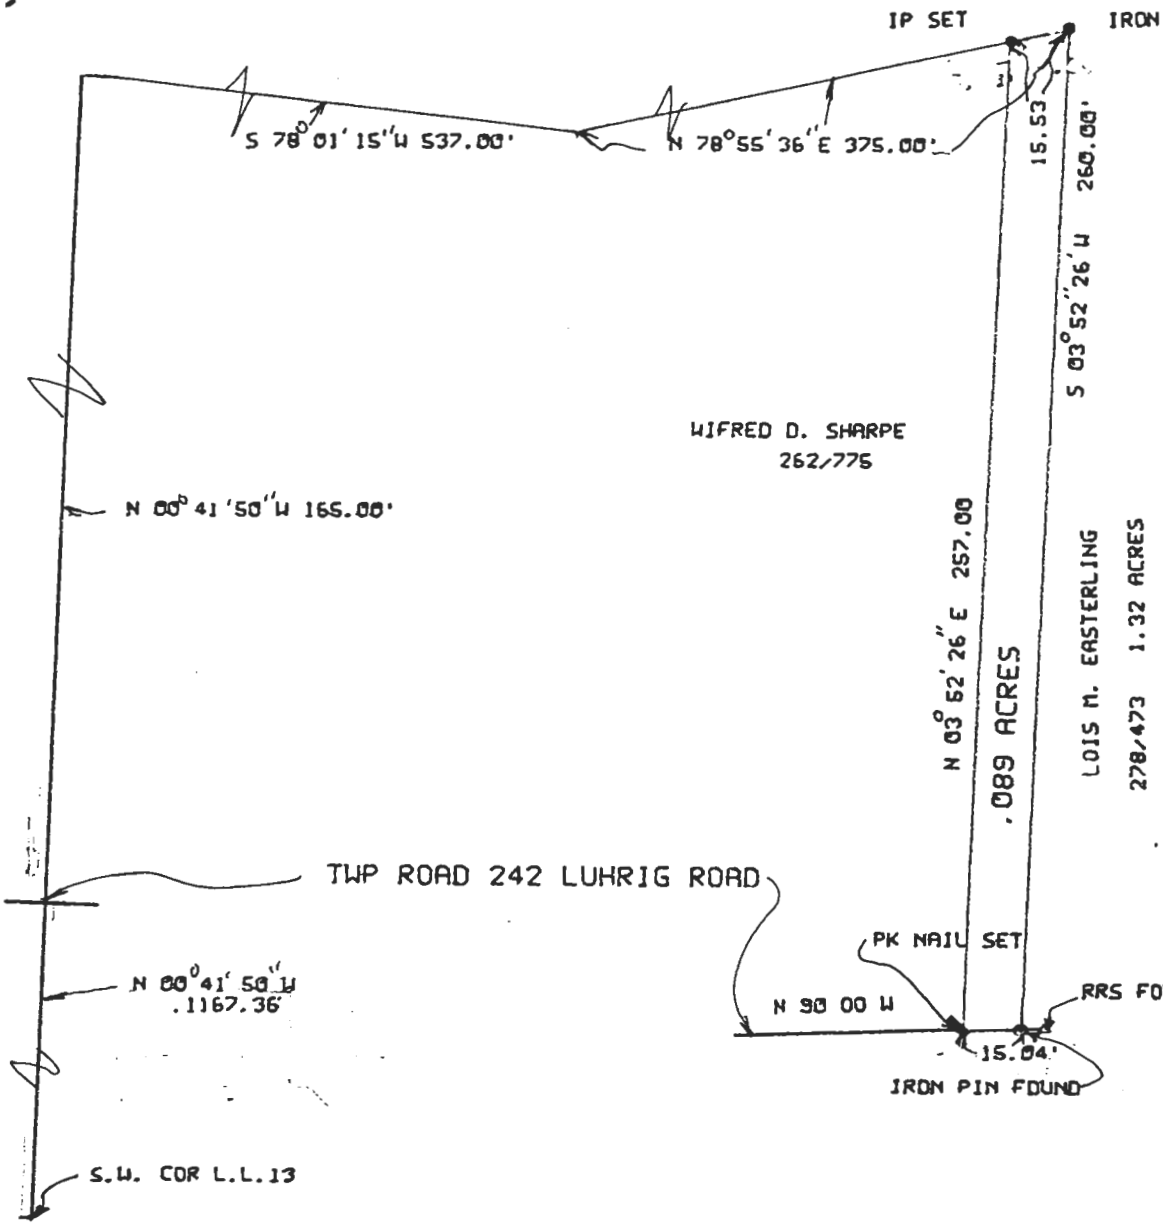 IP SET
IRON
S 78° 01' 15"W 537.00'
N 78°55'36"E 375.00'
15.53
S 03°52'26"W 260.00'
WIFRED D. SHARPE
262/775
N 00°41'50"W 165.00'
N 03°52'26"E 257.00
.089 ACRES
LOIS M. EASTERLING
278/473 1.32 ACRES
TWP ROAD 242 LUHRIG ROAD
PK NAIL SET
N 00°41'50"W
.1167.36'
N 90 00 W
RRS FO
15.04'
IRON PIN FOUND
S.W. COR L.L.13